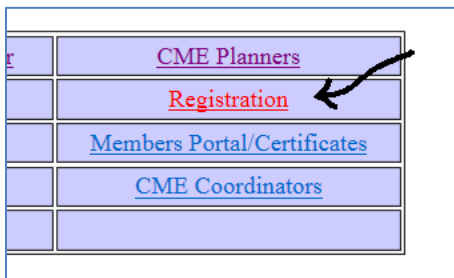 r CME Planners
Registration
Members Portal/Certificates
CME Coordinators